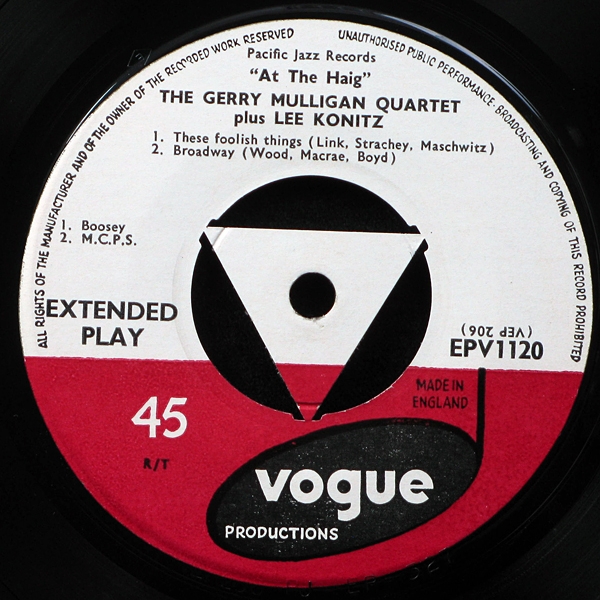 ALL RIGHTS OF THE MANUFACTURER AND OF THE OWNER OF THE RECORDED WORK RESERVED
UNAUTHORISED PUBLIC PERFORMANCE· BROADCASTING AND COPYING OF THIS RECORD PROHIBITED
Pacific Jazz Records
"At The Haig"
THE GERRY MULLIGAN QUARTET
plus LEE KONITZ
1. These foolish things (Link, Strachey, Maschwitz)
2. Broadway (Wood, Macrae, Boyd)
1. Boosey
2. M.C.P.S.
EXTENDED
PLAY
(VEP 206)
EPV1120
45
R/T
MADE IN
ENGLAND
vogue
PRODUCTIONS